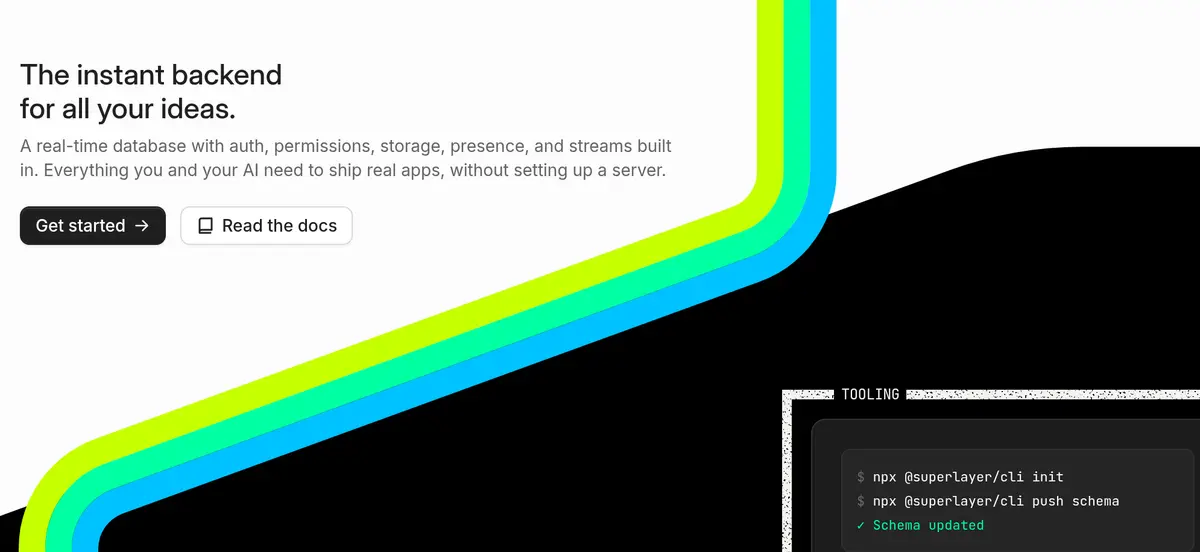 The instant backend
for all your ideas.
A real-time database with auth, permissions, storage, presence, and streams built
in. Everything you and your AI need to ship real apps, without setting up a server.
Get started →
Read the docs
TOOLING
$ npx @superlayer/cli init
$ npx @superlayer/cli push schema
✓ Schema updated